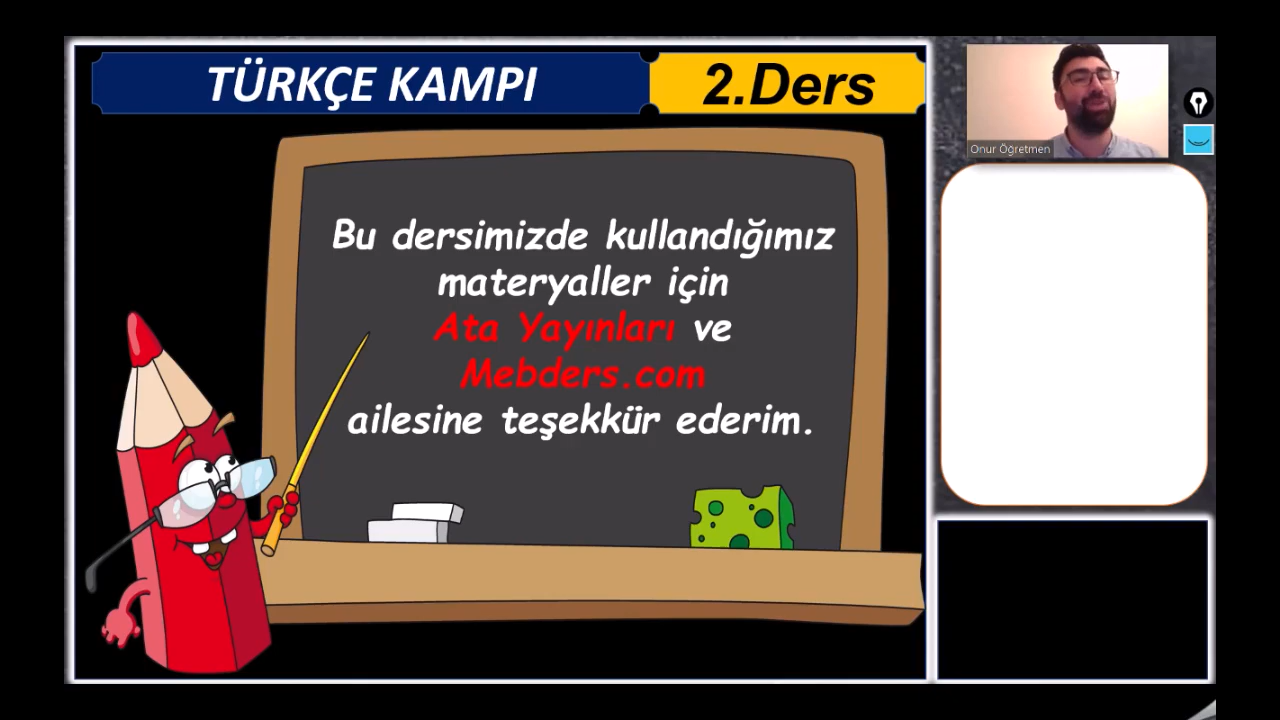 TÜRKÇE KAMPI
2.Ders
Onur Öğretmen
Bu dersimizde kullandığımız
materyaller için
Ata Yayınları ve
Mebders.com
ailesine teşekkür ederim.